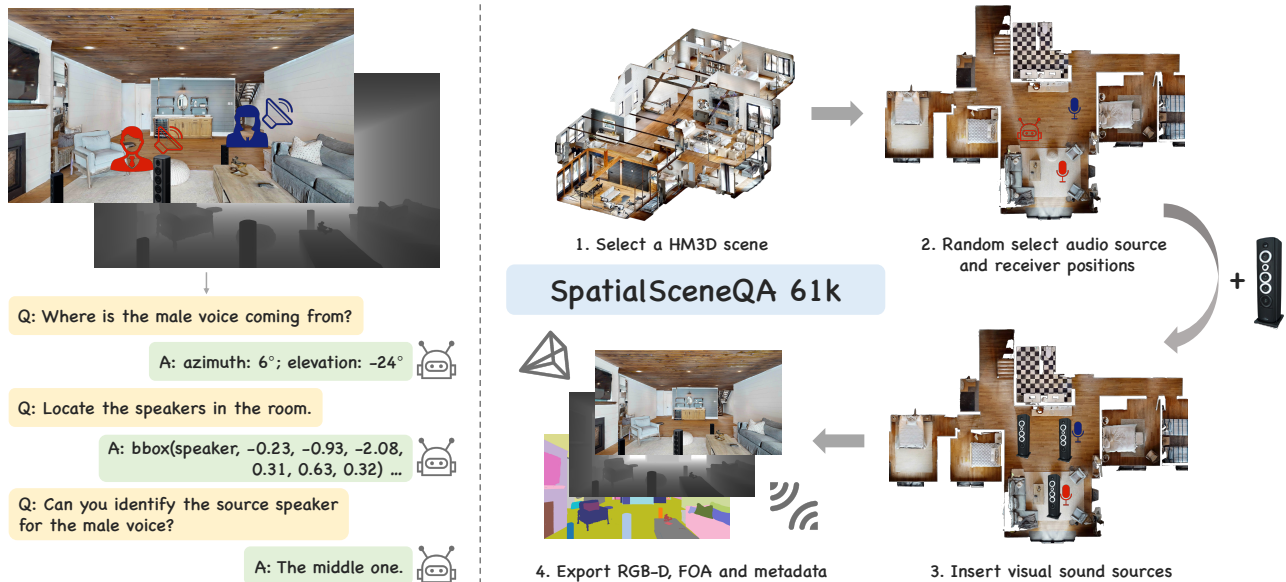 Q: Where is the male voice coming from?
A: azimuth: 6°; elevation: -24°
Q: Locate the speakers in the room.
A: bbox(speaker, -0.23, -0.93, -2.08,
0.31, 0.63, 0.32) ...
Q: Can you identify the source speaker
for the male voice?
A: The middle one.
1. Select a HM3D scene
2. Random select audio source
and receiver positions
SpatialSceneQA 61k
+
4. Export RGB-D, FOA and metadata
3. Insert visual sound sources